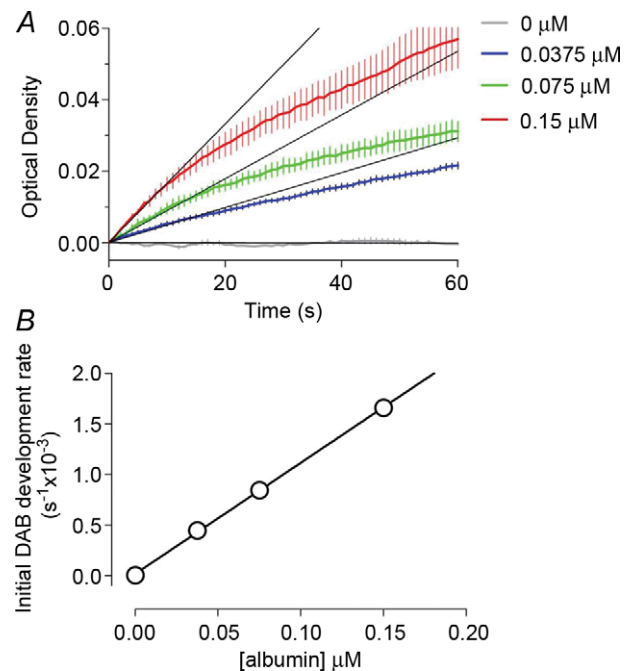 A
0.06
0.04
0.02
0.00
Optical Density
0
20
40
60
Time (s)
0 μM
0.0375 μM
0.075 μM
0.15 μM
B
2.0
1.5
1.0
0.5
0.0
Initial DAB development rate
(s⁻¹x10⁻³)
0.00
0.05
0.10
0.15
0.20
[albumin] μM